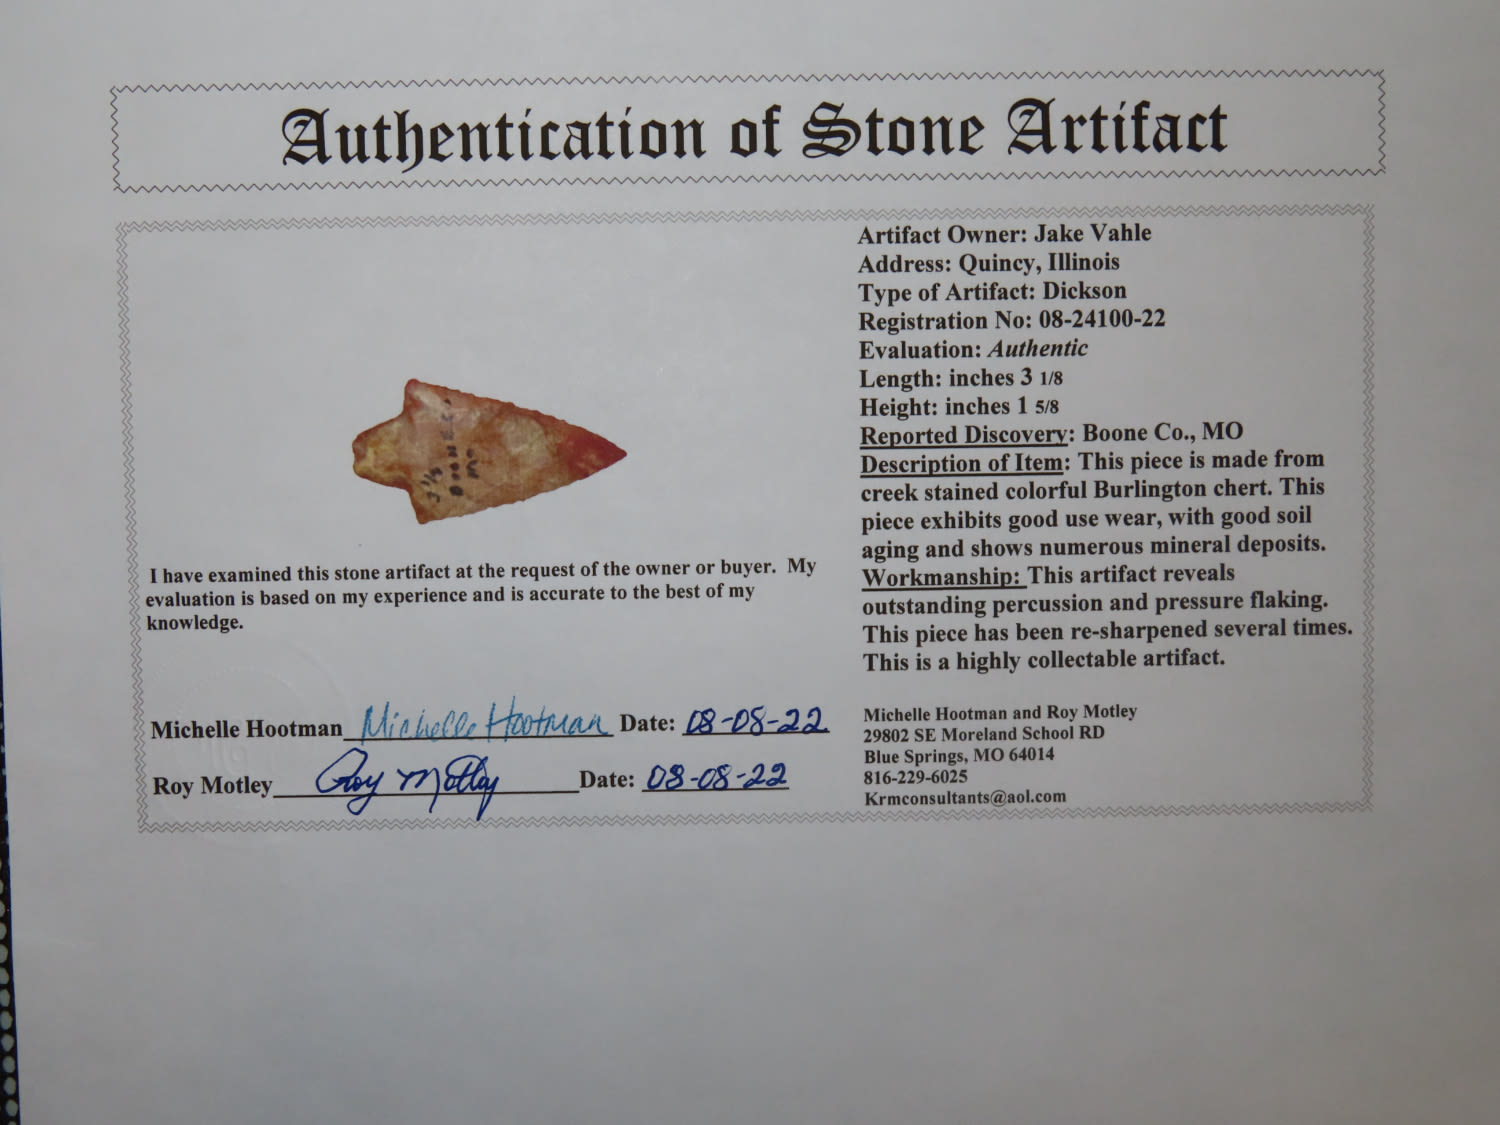 Authentication of Stone Artifact
3 1/8
BOONE CO
MO
I have examined this stone artifact at the request of the owner or buyer. My
evaluation is based on my experience and is accurate to the best of my
knowledge.
Michelle Hootman Michelle Hootman Date: 08-08-22
Roy Motley Roy Motley Date: 08-08-22
Artifact Owner: Jake Vahle
Address: Quincy, Illinois
Type of Artifact: Dickson
Registration No: 08-24100-22
Evaluation: Authentic
Length: inches 3 1/8
Height: inches 1 5/8
Reported Discovery: Boone Co., MO
Description of Item: This piece is made from
creek stained colorful Burlington chert. This
piece exhibits good use wear, with good soil
aging and shows numerous mineral deposits.
Workmanship: This artifact reveals
outstanding percussion and pressure flaking.
This piece has been re-sharpened several times.
This is a highly collectable artifact.
Michelle Hootman and Roy Motley
29802 SE Moreland School RD
Blue Springs, MO 64014
816-229-6025
Krmconsultants@aol.com